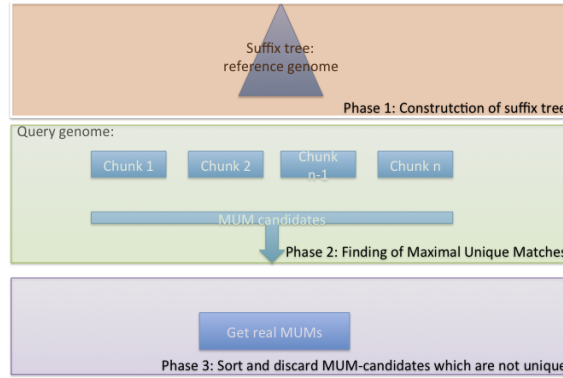 Suffix tree:
reference genome
Phase 1: Construtction of suffix tree
Query genome:
Chunk 1
Chunk 2
Chunk
n-1
Chunk n
MUM candidates
Phase 2: Finding of Maximal Unique Matches
Get real MUMs
Phase 3: Sort and discard MUM-candidates which are not unique